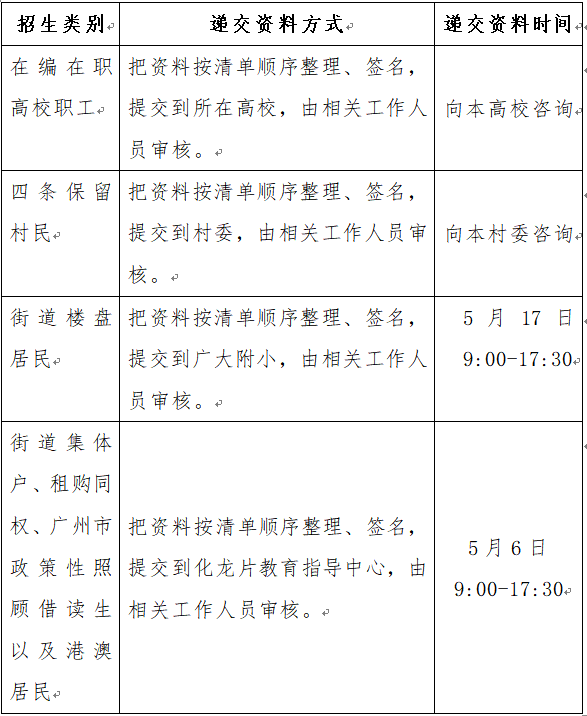 招生类别 递交资料方式 递交资料时间
在编在职
高校职工
把资料按清单顺序整理、签名，
提交到所在高校，由相关工作人
员审核。
向本高校咨询
四条保留
村民
把资料按清单顺序整理、签名，
提交到村委，由相关工作人员审
核。
向本村委咨询
街道楼盘
居民
把资料按清单顺序整理、签名，
提交到广大附小，由相关工作人
员审核。
5月17日
9:00-17:30
街道集体
户、租购同
权、广州市
政策性照
顾借读生
以及港澳
居民
把资料按清单顺序整理、签名，
提交到化龙片教育指导中心，由
相关工作人员审核。
5月6日
9:00-17:30